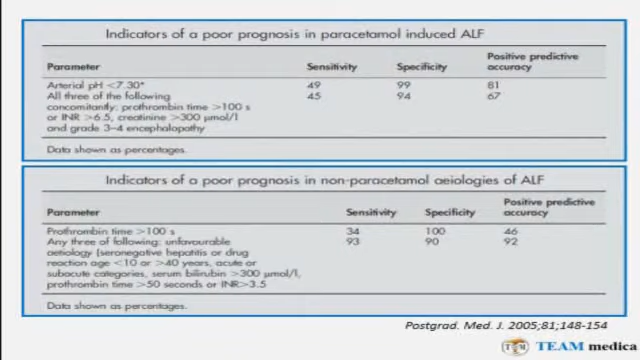 Indicators of a poor prognosis in paracetamol induced ALF
Parameter Sensitivity Specificity Positive predictive accuracy
Arterial pH <7.30* 49 99 81
All three of the following 45 94 67
concomitantly: prothrombin time >100 s
or INR >6.5, creatinine >300 μmol/l
and grade 3–4 encephalopathy
Data shown as percentages.
Indicators of a poor prognosis in non-paracetamol aeiologies of ALF
Parameter Sensitivity Specificity Positive predictive accuracy
Prothrombin time >100 s 34 100 46
Any three of following: unfavourable 93 90 92
aetiology (seronegative hepatitis or drug
reaction age <10 or >40 years, acute or
subacute categories, serum bilirubin >300 μmol/l,
prothrombin time >50 seconds or INR>3.5
Data shown as percentages.
Postgrad. Med. J. 2005;81;148-154
TEAM medica